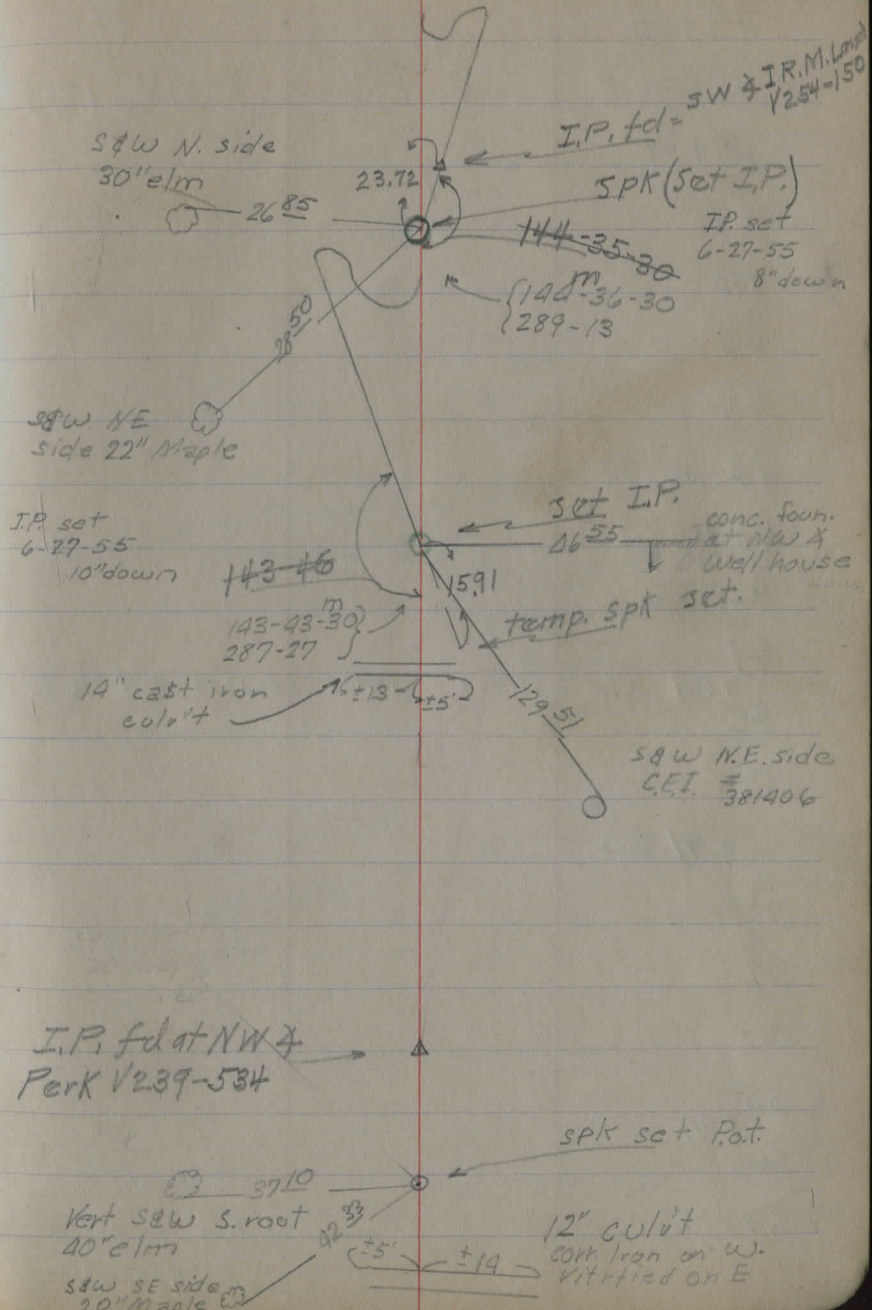 SW ∡ I.R.M. Land
V254-150
I.P. fd =
S&W N. side
30" elm
23.72
spk (set I.P.)
26 85
144-35-30
I.P. set
6-27-55
8" down
m
144-36-30
289-13
28 50
S&W NE
side 22" Maple
set I.P.
46 55
conc. foun.
at NW ∡
Well house
I.P. set
6-27-55
10" down
143-46
15.91
temp. spk set.
m
143-43-30
287-27
14" cast iron
culv't
±13
±5'
129 51
S&W N.E. side
C.E.I. #
381406
I.P. fd at NW ∡
Perk V239-534
spk set P.o.t.
37 10
Vert S&W S. root
40" elm
42 33
±5'
±14
12" culv't
corr. Iron on W.
Vitrified on E
S&W SE side
20" Maple